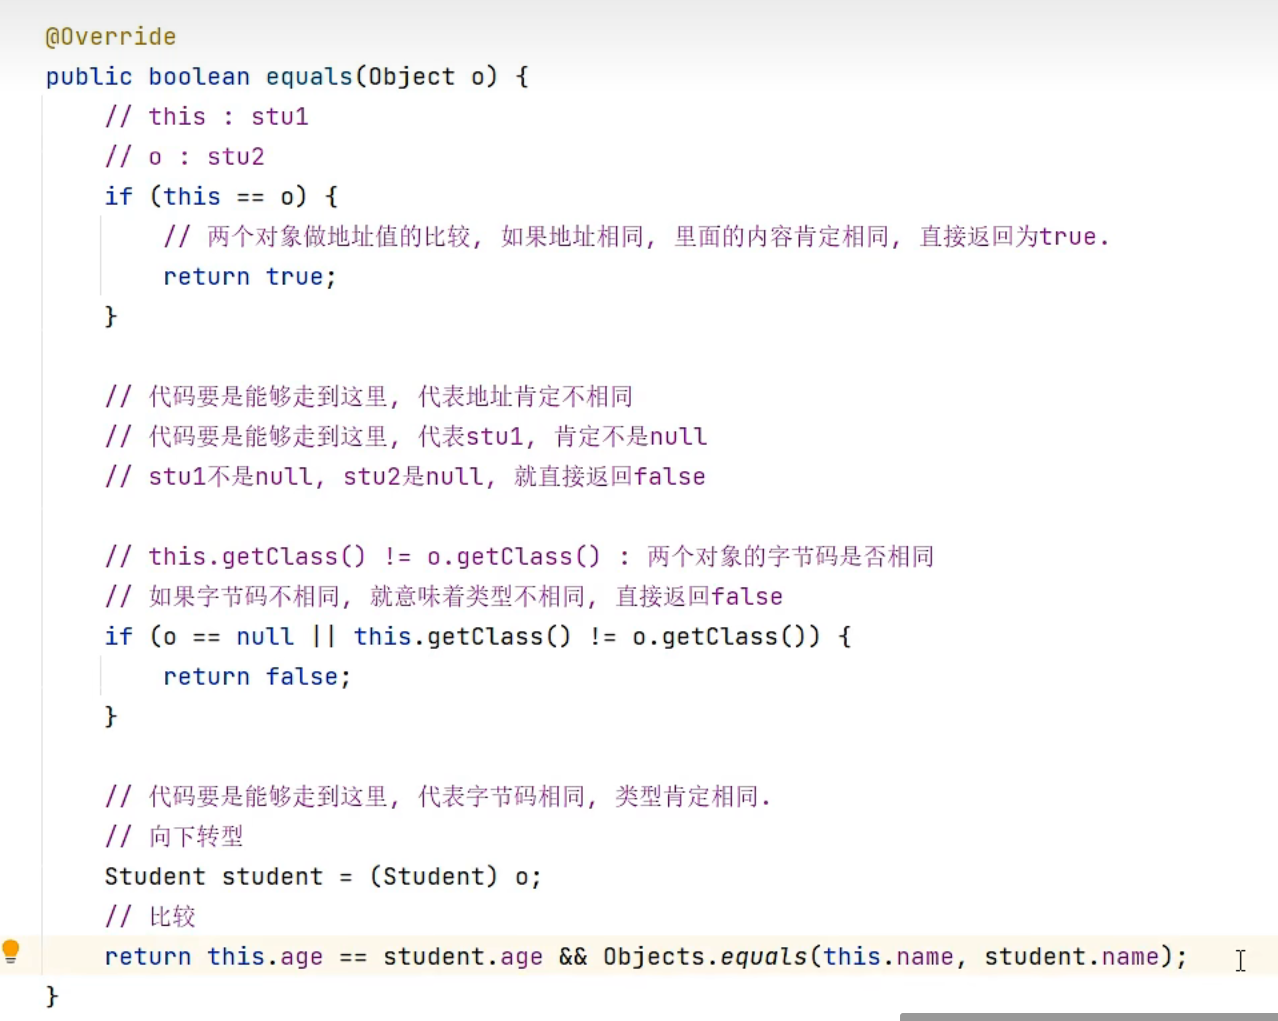 @Override
public boolean equals(Object o) {
// this : stu1
// o : stu2
if (this == o) {
// 两个对象做地址值的比较, 如果地址相同, 里面的内容肯定相同, 直接返回为true.
return true;
}
// 代码要是能够走到这里, 代表地址肯定不相同
// 代码要是能够走到这里, 代表stu1, 肯定不是null
// stu1不是null, stu2是null, 就直接返回false
// this.getClass() != o.getClass() : 两个对象的字节码是否相同
// 如果字节码不相同, 就意味着类型不相同, 直接返回false
if (o == null || this.getClass() != o.getClass()) {
return false;
}
// 代码要是能够走到这里, 代表字节码相同, 类型肯定相同.
// 向下转型
Student student = (Student) o;
// 比较
return this.age == student.age && Objects.equals(this.name, student.name);
}